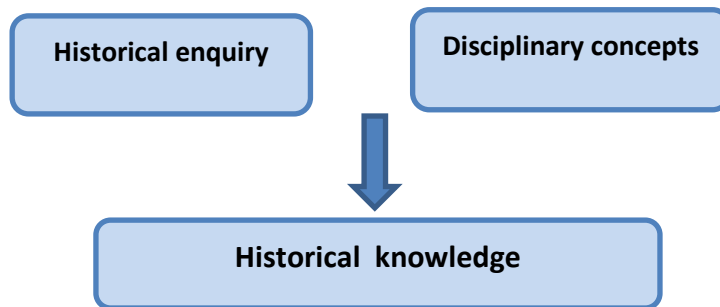 Historical enquiry
Disciplinary concepts
Historical knowledge